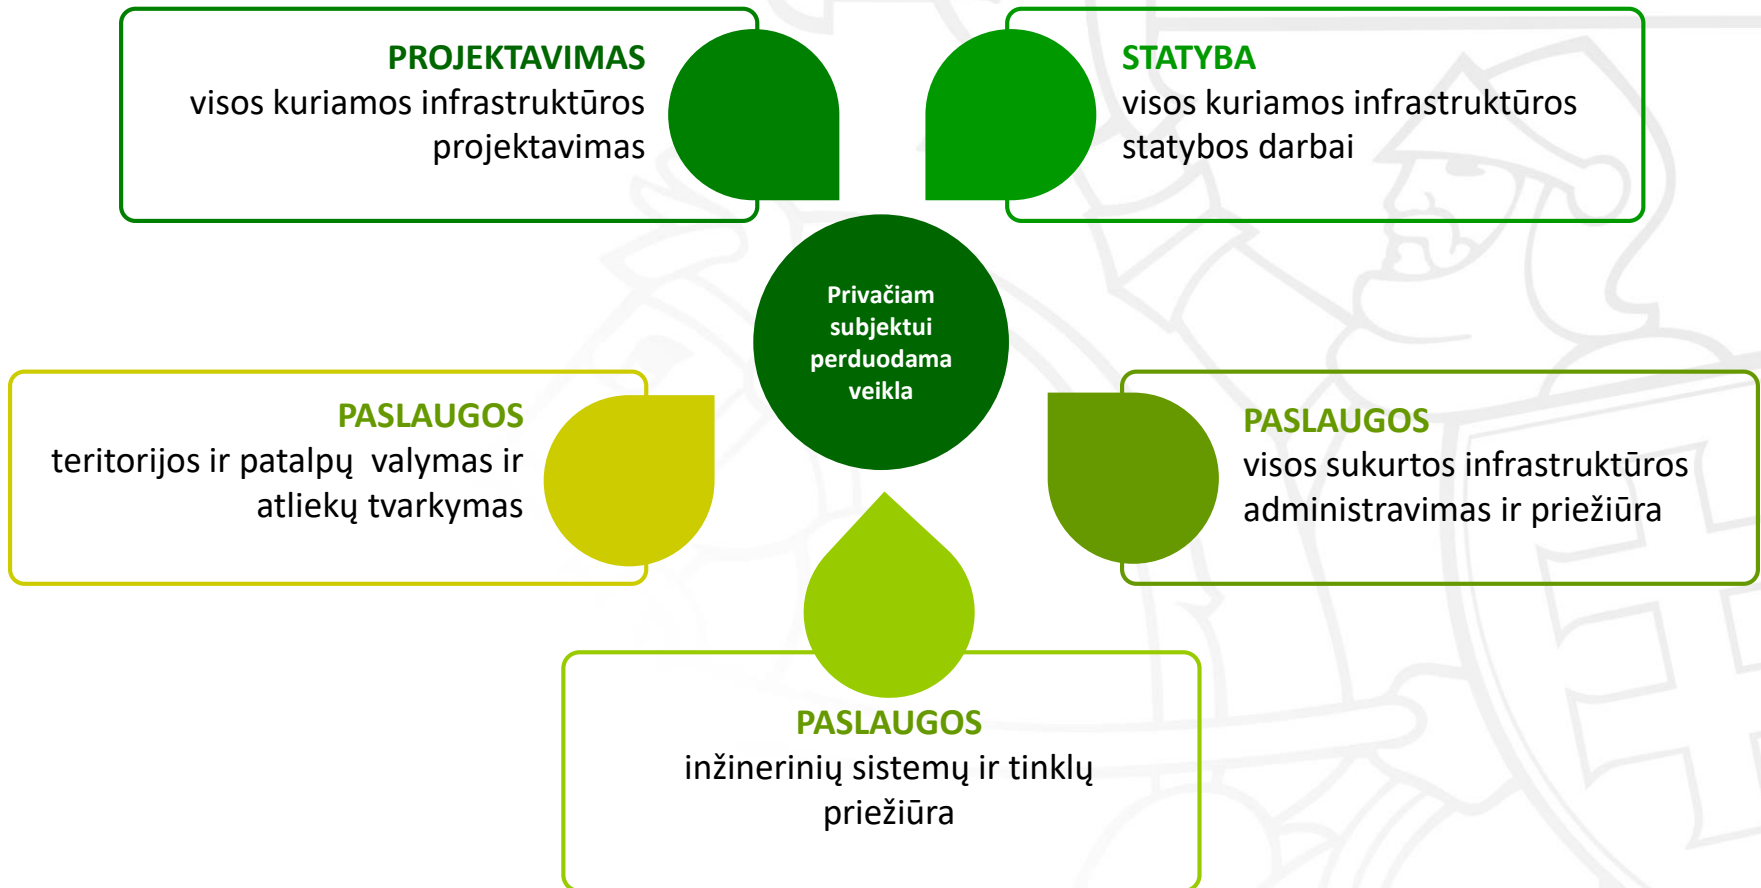 PROJEKTAVIMAS
visos kuriamos infrastruktūros
projektavimas
STATYBA
visos kuriamos infrastruktūros
statybos darbai
Privačiam
subjektui
perduodama
veikla
PASLAUGOS
teritorijos ir patalpų valymas ir
atliekų tvarkymas
PASLAUGOS
visos sukurtos infrastruktūros
administravimas ir priežiūra
PASLAUGOS
inžinerinių sistemų ir tinklų
priežiūra